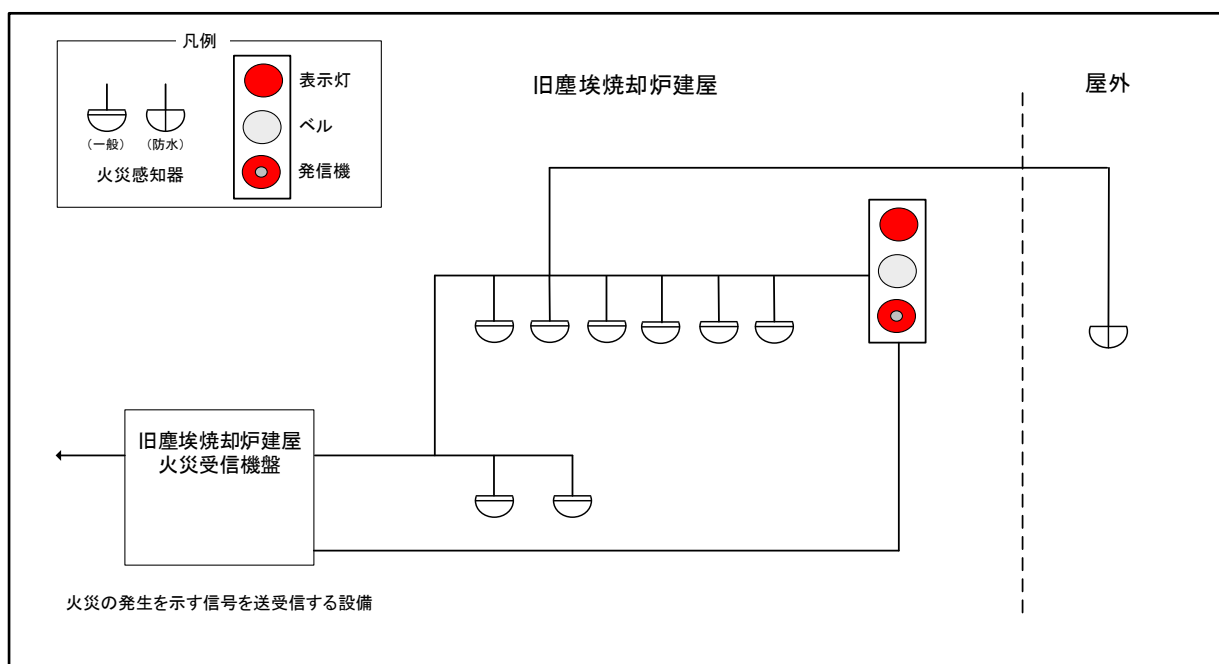 凡例
表示灯
ベル
(一般) (防水)
火災感知器
発信機
旧塵埃焼却炉建屋
屋外
旧塵埃焼却炉建屋
火災受信機盤
火災の発生を示す信号を送受信する設備